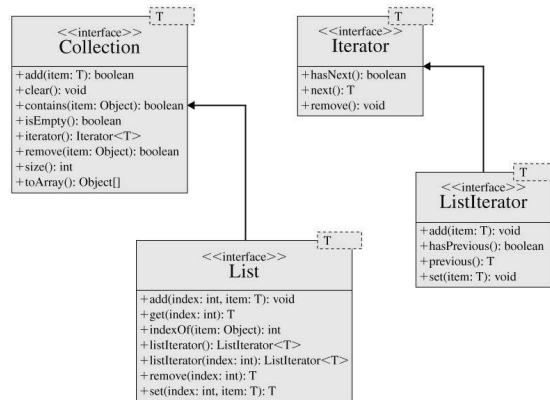 T
<<interface>>
Collection
+add(item: T): boolean
+clear(): void
+contains(item: Object): boolean
+isEmpty(): boolean
+iterator(): Iterator<T>
+remove(item: Object): boolean
+size(): int
+toArray(): Object[]
T
<<interface>>
Iterator
+hasNext(): boolean
+next(): T
+remove(): void
T
<<interface>>
ListIterator
+add(item: T): void
+hasPrevious(): boolean
+previous(): T
+set(item: T): void
T
<<interface>>
List
+add(index: int, item: T): void
+get(index: int): T
+indexOf(item: Object): int
+listIterator(): ListIterator<T>
+listIterator(index: int): ListIterator<T>
+remove(index: int): T
+set(index: int, item: T): T